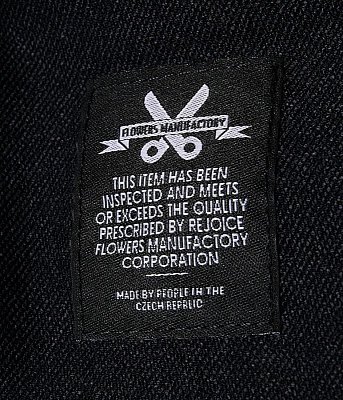 FLOWERS MANUFACTORY
THIS ITEM HAS BEEN
INSPECTED AND MEETS
OR EXCEEDS THE QUALITY
PRESCRIBED BY REJOICE
FLOWERS MANUFACTORY
CORPORATION
MADE BY PEOPLE IN THE
CZECH REPBLIC